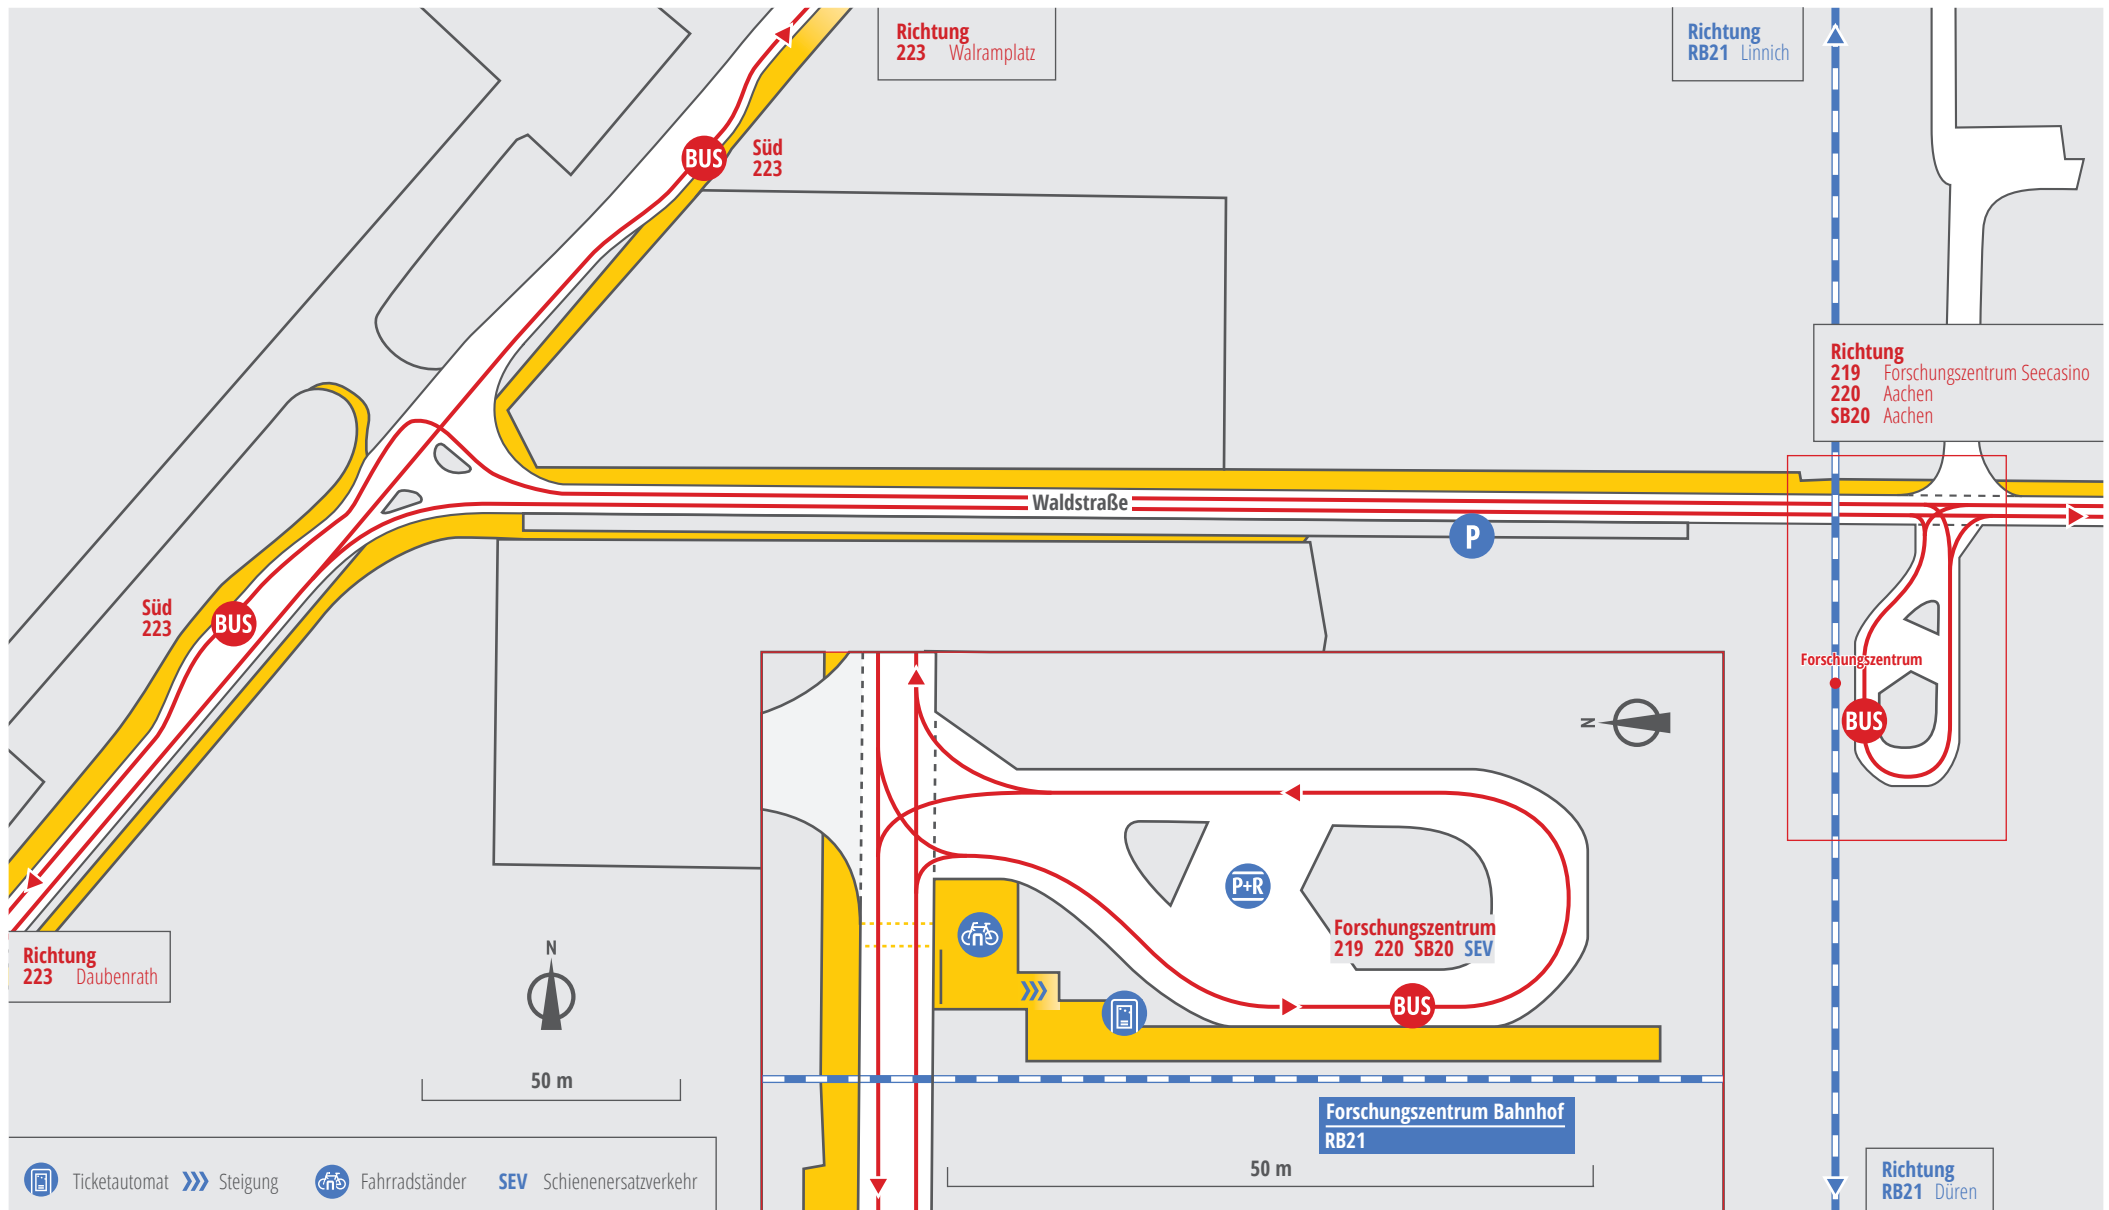 Richtung
223 Walramplatz
Richtung
RB21 Linnich
BUS
Süd
223
Richtung
219 Forschungszentrum Seecasino
220 Aachen
SB20 Aachen
Waldstraße
P
Süd
223
BUS
Forschungszentrum
BUS
N
P+R
Forschungszentrum
219 220 SB20 SEV
BUS
Richtung
223 Daubenrath
N
50 m
Forschungszentrum Bahnhof
RB21
50 m
Ticketautomat
Steigung
Fahrradständer
SEV Schienenersatzverkehr
Richtung
RB21 Düren